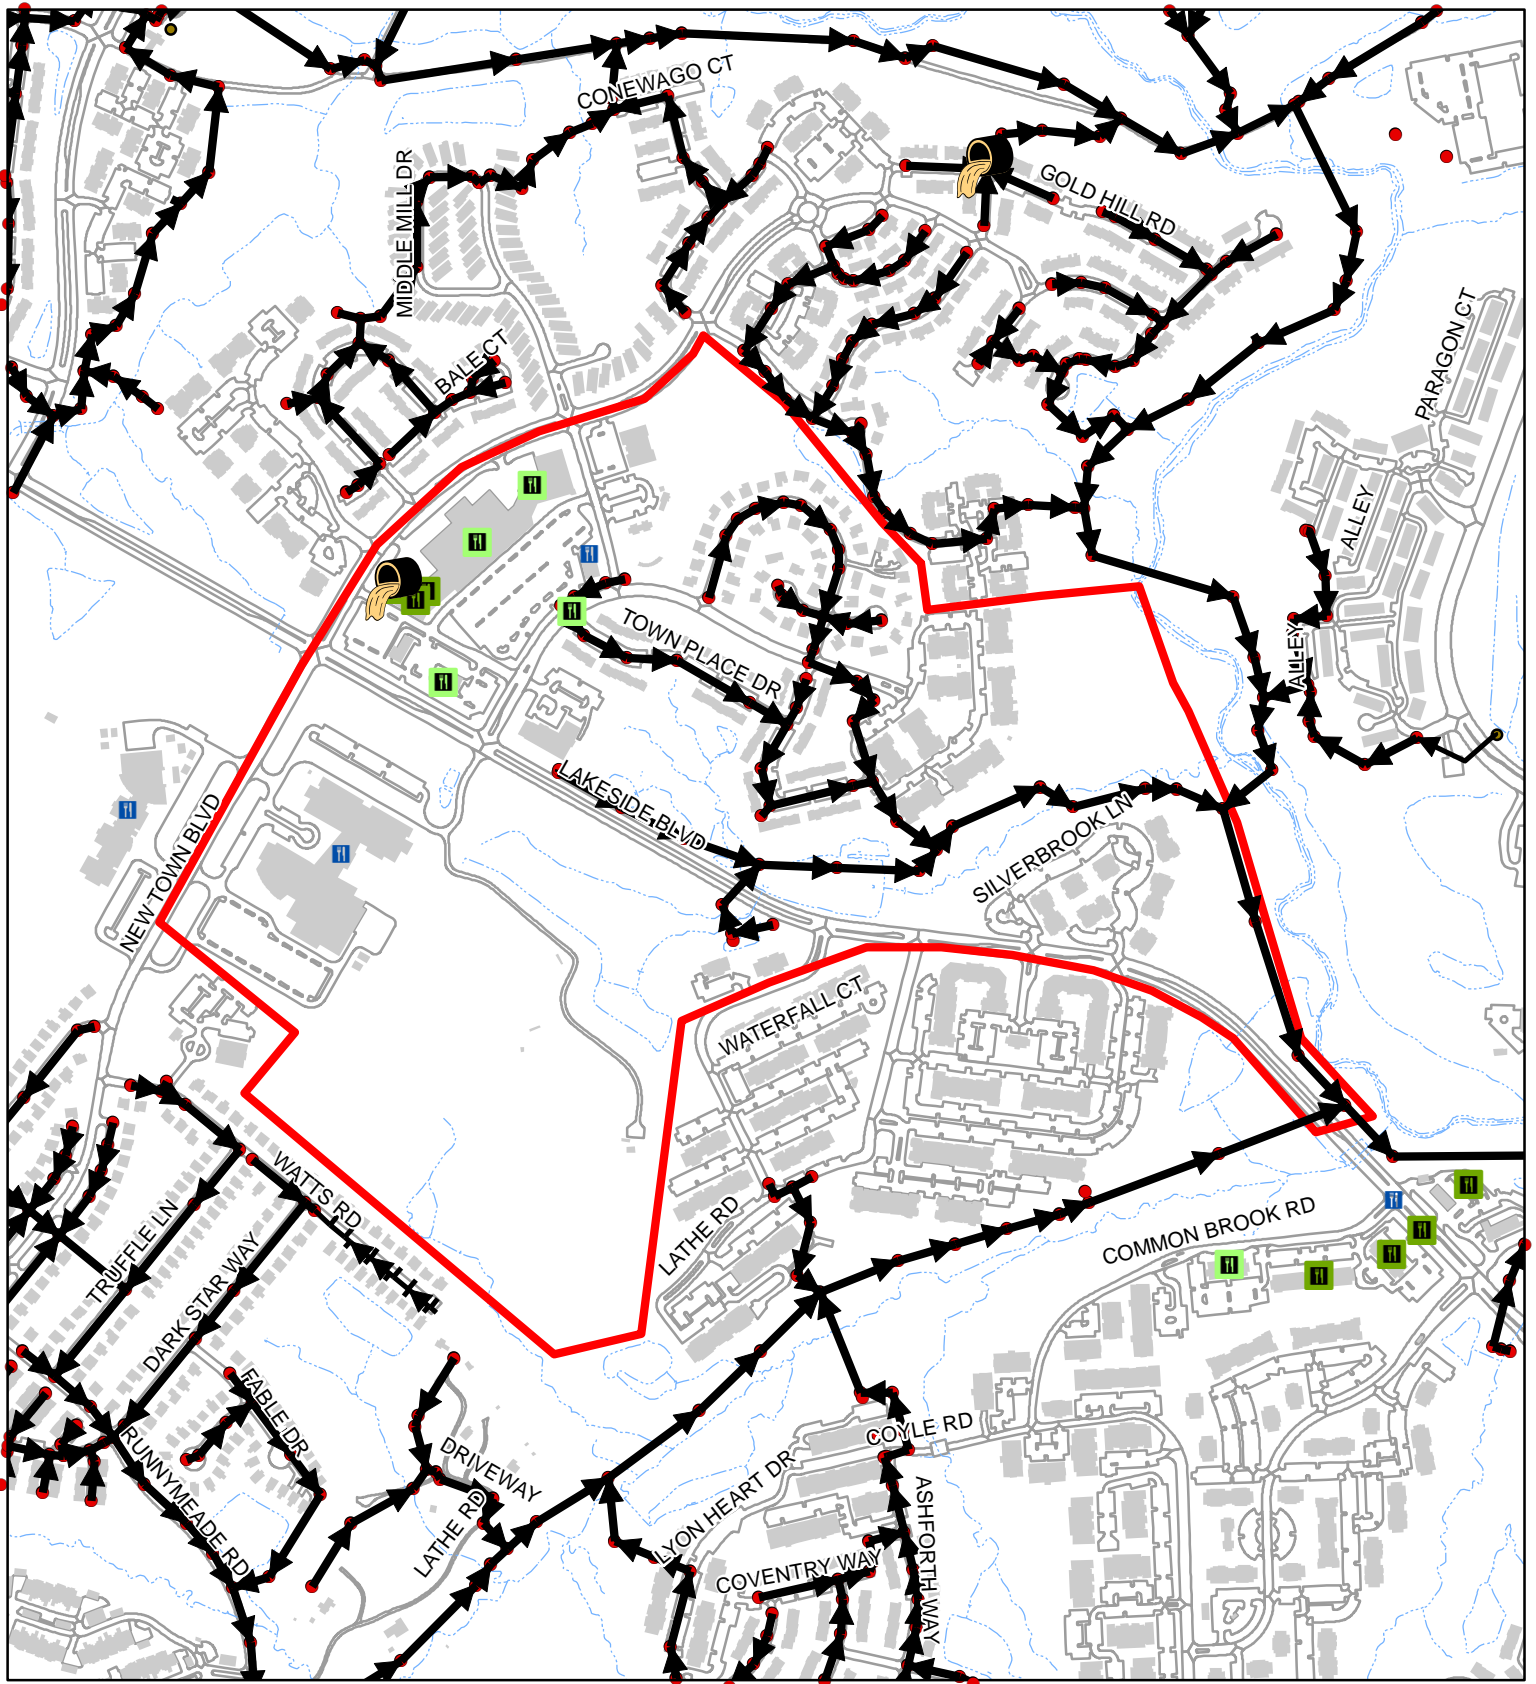 CONEWAGO CT
MIDDLE MILL DR
GOLD HILL RD
BALE CT
PARAGON CT
ALLEY
TOWN PLACE DR
ALLEY
LAKESIDE BLVD
NEW TOWN BLVD
SILVERBROOK LN
WATERFALL CT
WATTS RD
TRUFFLE LN
LATHE RD
COMMON BROOK RD
DARK STAR WAY
FABLE DR
COYLE RD
RUNNYMEADE RD
DRIVEWAY
LATHE RD
LYON HEART DR
ASHFORTH WAY
COVENTRY WAY